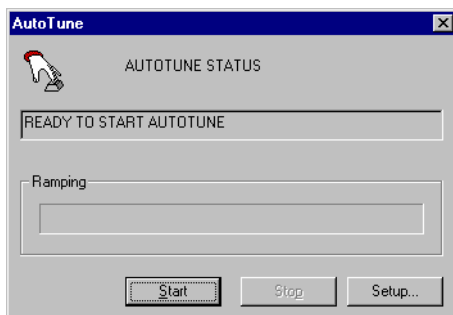 AutoTune
AUTOTUNE STATUS
READY TO START AUTOTUNE
Ramping
Start Stop Setup...